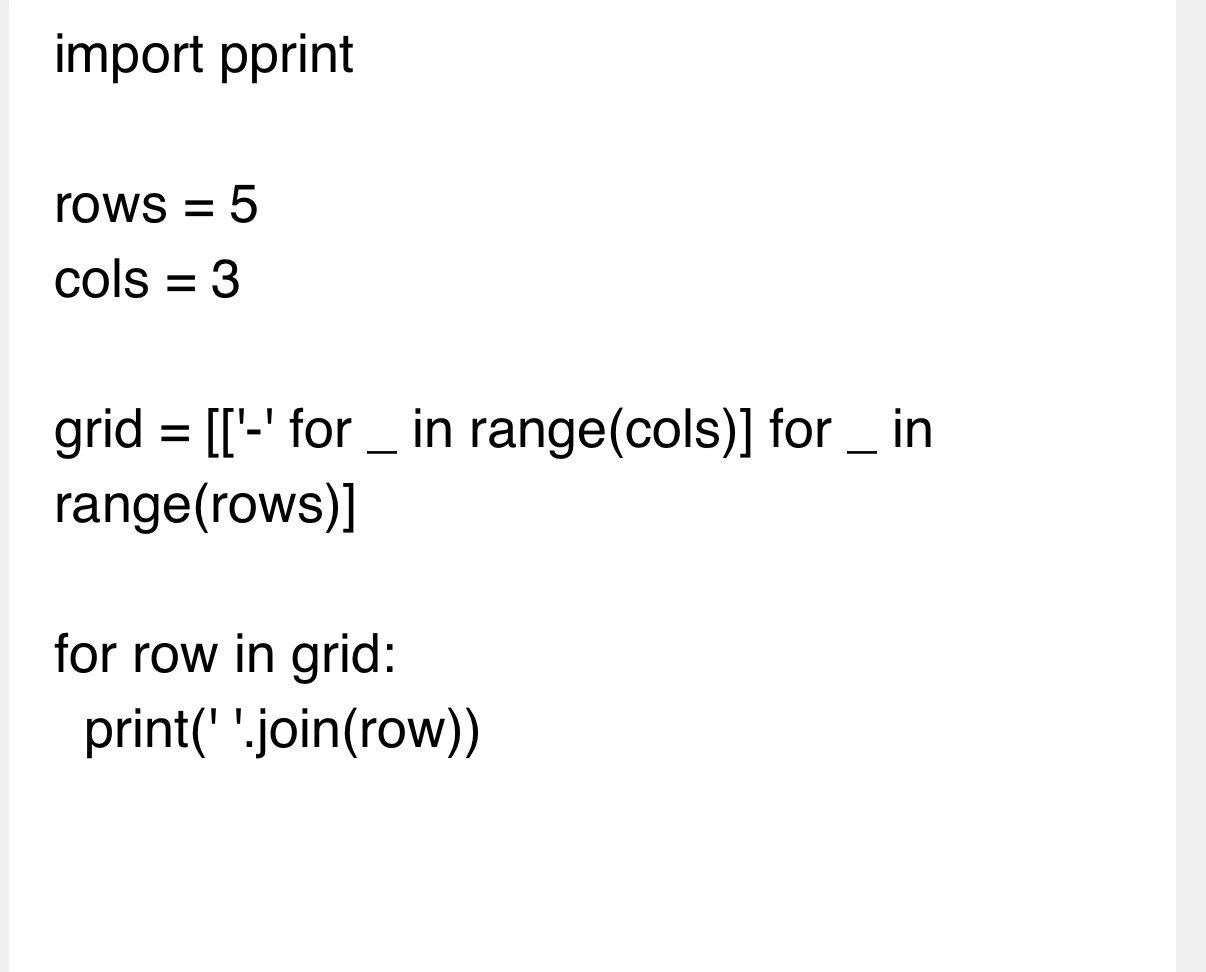 import pprint
rows = 5
cols = 3
grid = [['-' for _ in range(cols)] for _ in
range(rows)]
for row in grid:
  print(' '.join(row))